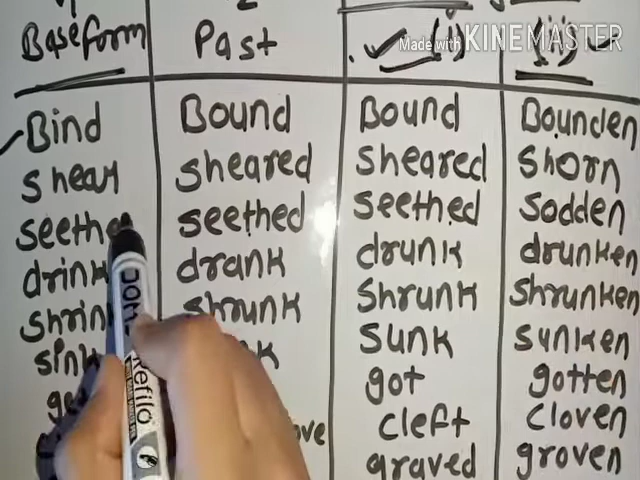 Made with KINEMASTER
Baseform Past (i) (ii)
Bind Bound Bound Bounden
shear sheared sheared shorn
seethe seethed seethed sodden
drink drank drunk drunken
shrink shrunk shrunk shrunken
sink sunk sunken
got gotten
cleft cloven
graved groven